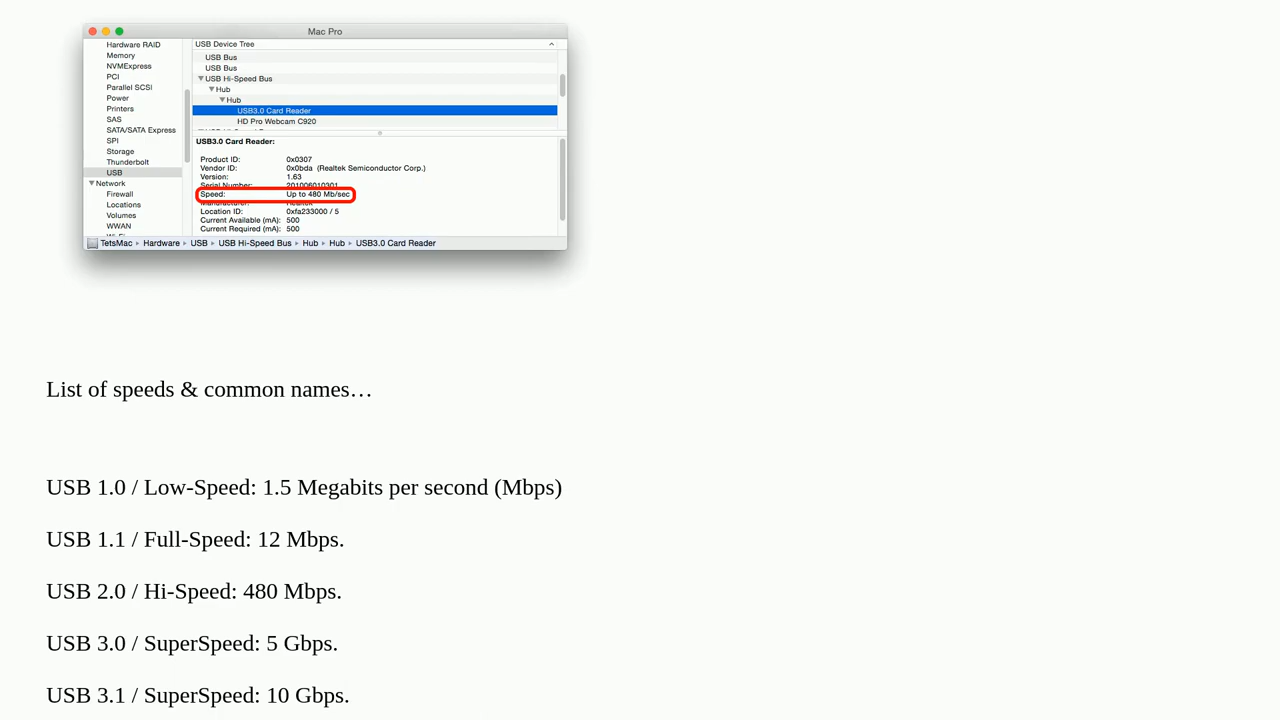 Mac Pro
Hardware RAID
Memory
NVMExpress
PCI
Parallel SCSI
Power
Printers
SAS
SATA/SATA Express
SPI
Storage
Thunderbolt
USB
Network
Firewall
Locations
Volumes
WWAN
USB Device Tree
USB Bus
USB Bus
USB Hi-Speed Bus
Hub
Hub
USB3.0 Card Reader
HD Pro Webcam C920
USB3.0 Card Reader:
Product ID: 0x0307
Vendor ID: 0x0bda (Realtek Semiconductor Corp.)
Version: 1.63
Serial Number: 201006010301
Speed: Up to 480 Mb/sec
Manufacturer: Realtek
Location ID: 0xfa233000 / 5
Current Available (mA): 500
Current Required (mA): 500
TetsMac Hardware USB USB Hi-Speed Bus Hub Hub USB3.0 Card Reader
List of speeds & common names…
USB 1.0 / Low-Speed: 1.5 Megabits per second (Mbps)
USB 1.1 / Full-Speed: 12 Mbps.
USB 2.0 / Hi-Speed: 480 Mbps.
USB 3.0 / SuperSpeed: 5 Gbps.
USB 3.1 / SuperSpeed: 10 Gbps.